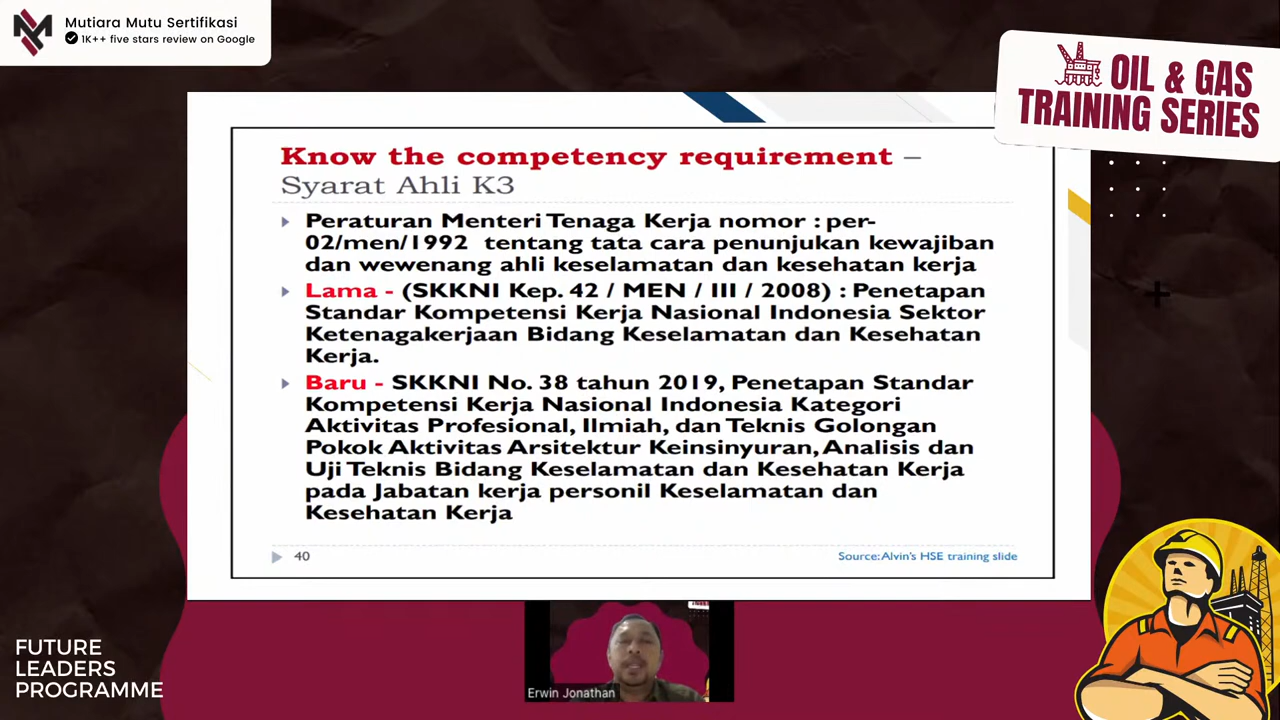 Mutiara Mutu Sertifikasi
1K++ five stars review on Google
OIL & GAS
TRAINING SERIES
Know the competency requirement –
Syarat Ahli K3
Peraturan Menteri Tenaga Kerja nomor : per-
02/men/1992 tentang tata cara penunjukan kewajiban
dan wewenang ahli keselamatan dan kesehatan kerja
Lama - (SKKNI Kep. 42 / MEN / III / 2008) : Penetapan
Standar Kompetensi Kerja Nasional Indonesia Sektor
Ketenagakerjaan Bidang Keselamatan dan Kesehatan
Kerja.
Baru - SKKNI No. 38 tahun 2019, Penetapan Standar
Kompetensi Kerja Nasional Indonesia Kategori
Aktivitas Profesional, Ilmiah, dan Teknis Golongan
Pokok Aktivitas Arsitektur Keinsinyuran, Analisis dan
Uji Teknis Bidang Keselamatan dan Kesehatan Kerja
pada Jabatan kerja personil Keselamatan dan
Kesehatan Kerja
40
Source: Alvin's HSE training slide
Erwin Jonathan
FUTURE
LEADERS
PROGRAMME